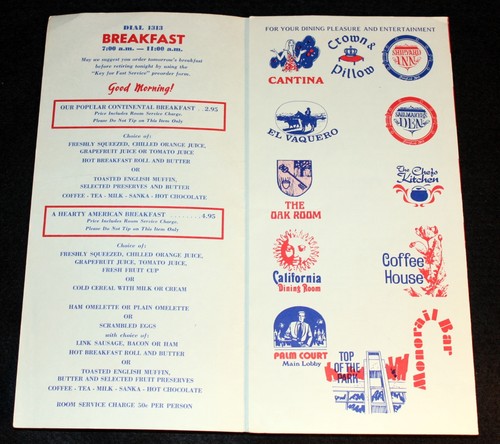 DIAL 1313
BREAKFAST
7:00 a.m. — 11:00 a.m.
May we suggest you order tomorrow's breakfast
before retiring tonight by using the
"Key for Fast Service" preorder form.
Good Morning!
OUR POPULAR CONTINENTAL BREAKFAST . . 2.95
Price Includes Room Service Charge.
Please Do Not Tip on This Item Only
Choice of:
FRESHLY SQUEEZED, CHILLED ORANGE JUICE,
GRAPEFRUIT JUICE OR TOMATO JUICE
HOT BREAKFAST ROLL AND BUTTER
OR
TOASTED ENGLISH MUFFIN,
SELECTED PRESERVES AND BUTTER
COFFEE - TEA - MILK - SANKA - HOT CHOCOLATE
A HEARTY AMERICAN BREAKFAST . . . . . . . . 4.95
Price Includes Room Service Charge.
Please Do Not Tip on This Item Only
Choice of:
FRESHLY SQUEEZED, CHILLED ORANGE JUICE,
GRAPEFRUIT JUICE, TOMATO JUICE,
FRESH FRUIT CUP
OR
COLD CEREAL WITH MILK OR CREAM
HAM OMELETTE OR PLAIN OMELETTE
OR
SCRAMBLED EGGS
with choice of:
LINK SAUSAGE, BACON OR HAM
HOT BREAKFAST ROLL AND BUTTER
OR
TOASTED ENGLISH MUFFIN,
BUTTER AND SELECTED FRUIT PRESERVES
COFFEE - TEA - MILK - SANKA - HOT CHOCOLATE
ROOM SERVICE CHARGE 50c PER PERSON
FOR YOUR DINING PLEASURE AND ENTERTAINMENT
CANTINA
Crown &
Pillow
SHIPYARD
INN
EL VAQUERO
DEN
THE
OAK ROOM
The Chef's
Kitchen
California
Dining Room
Coffee
House
PALM COURT
Main Lobby
TOP
OF THE
PARK
Monorail Bar